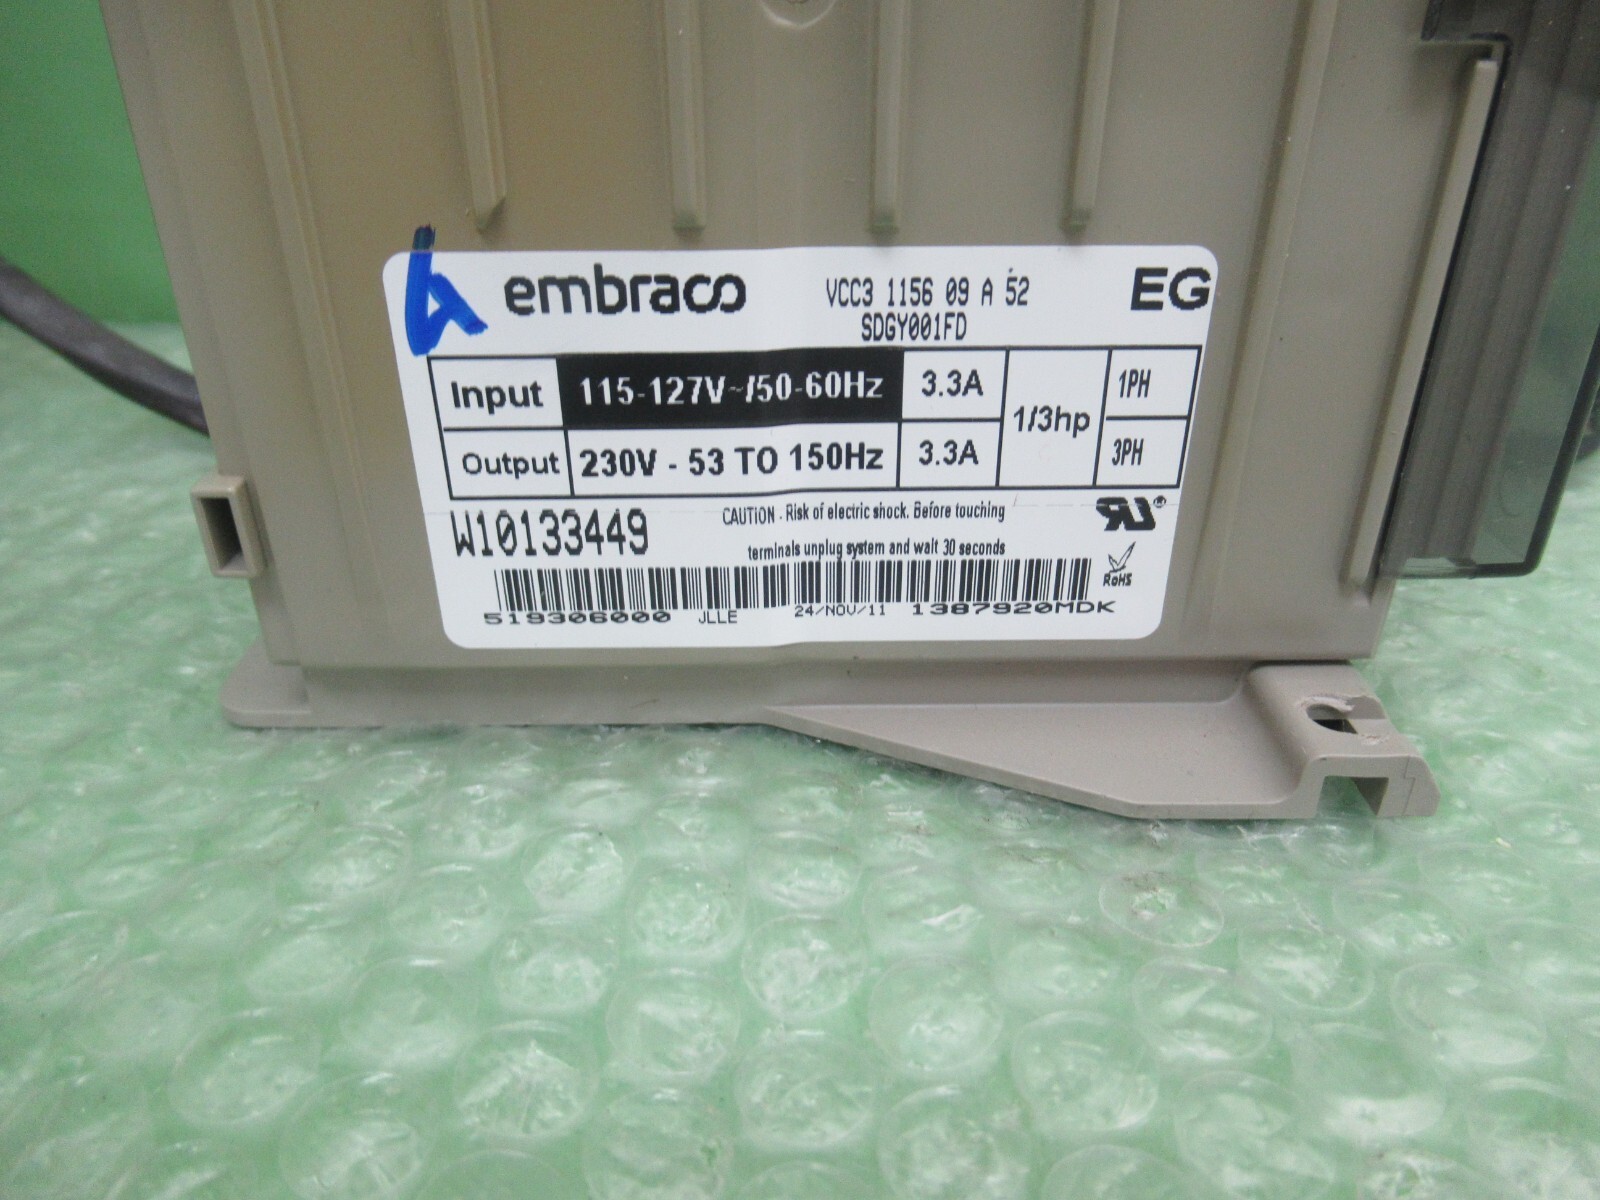 embraco VCC3 1156 09 A 52 EG
SDGY001FD
Input 115-127V~/50-60Hz 3.3A 1/3hp 1PH
Output 230V - 53 TO 150Hz 3.3A 3PH
W10133449 CAUTION - Risk of electric shock. Before touching
terminals unplug system and wait 30 seconds
RoHS
519306000 JLLE 24/NOV/11 1387920MDK